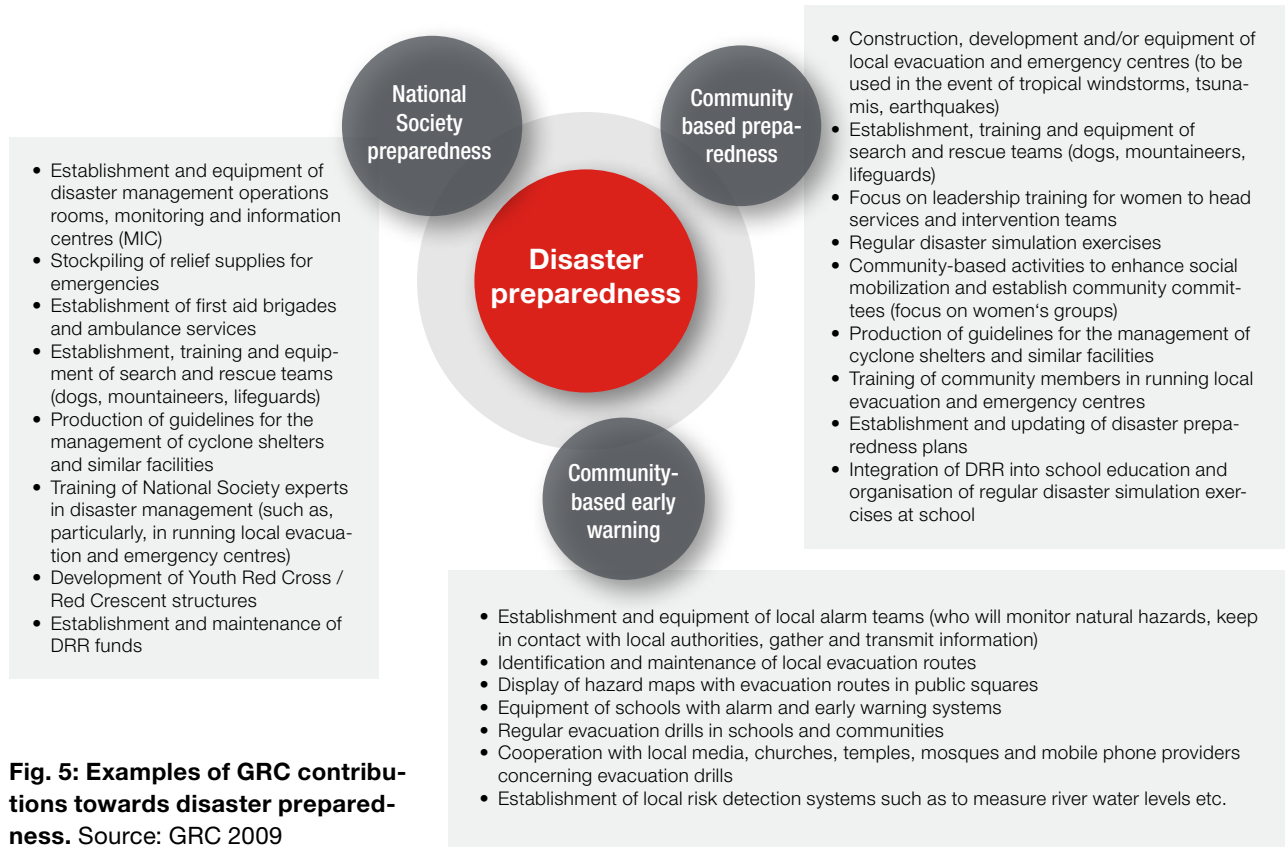 National
Society
preparedness
Community
based prepa-
redness
Disaster
preparedness
Community-
based early
warning
• Establishment and equipment of
disaster management operations
rooms, monitoring and information
centres (MIC)
• Stockpiling of relief supplies for
emergencies
• Establishment of first aid brigades
and ambulance services
• Establishment, training and equip-
ment of search and rescue teams
(dogs, mountaineers, lifeguards)
• Production of guidelines for the
management of cyclone shelters
and similar facilities
• Training of National Society experts
in disaster management (such as,
particularly, in running local evacua-
tion and emergency centres)
• Development of Youth Red Cross /
Red Crescent structures
• Establishment and maintenance of
DRR funds
• Construction, development and/or equipment of
local evacuation and emergency centres (to be
used in the event of tropical windstorms, tsuna-
mis, earthquakes)
• Establishment, training and equipment of
search and rescue teams (dogs, mountaineers,
lifeguards)
• Focus on leadership training for women to head
services and intervention teams
• Regular disaster simulation exercises
• Community-based activities to enhance social
mobilization and establish community commit-
tees (focus on women‘s groups)
• Production of guidelines for the management of
cyclone shelters and similar facilities
• Training of community members in running local
evacuation and emergency centres
• Establishment and updating of disaster prepa-
redness plans
• Integration of DRR into school education and
organisation of regular disaster simulation exer-
cises at school
• Establishment and equipment of local alarm teams (who will monitor natural hazards, keep
in contact with local authorities, gather and transmit information)
• Identification and maintenance of local evacuation routes
• Display of hazard maps with evacuation routes in public squares
• Equipment of schools with alarm and early warning systems
• Regular evacuation drills in schools and communities
• Cooperation with local media, churches, temples, mosques and mobile phone providers
concerning evacuation drills
• Establishment of local risk detection systems such as to measure river water levels etc.
Fig. 5: Examples of GRC contribu-
tions towards disaster prepared-
ness. Source: GRC 2009